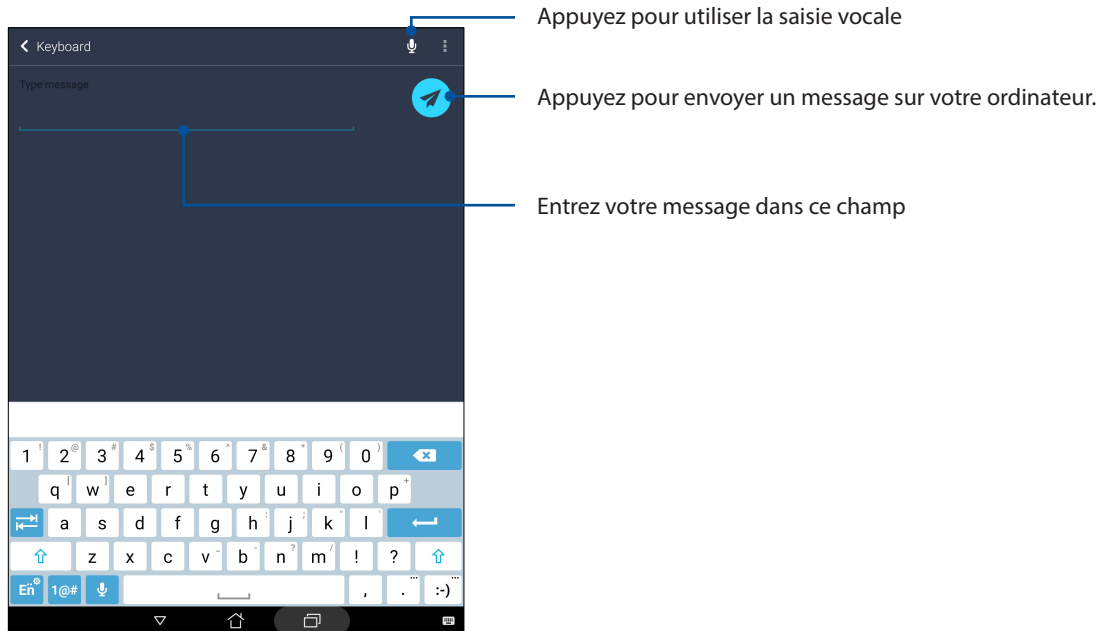 Appuyez pour utiliser la saisie vocale
Keyboard
Type message
Appuyez pour envoyer un message sur votre ordinateur.
Entrez votre message dans ce champ
1 ! 2 @ 3 # 4 $ 5 % 6 ^ 7 & 8 * 9 ( 0 )
q [ w ] e r t y u i o p +
a s d f g h : j ; k " l '
z x c v - b - n ? m / ! ?
En 1@# , . ... :-) ...